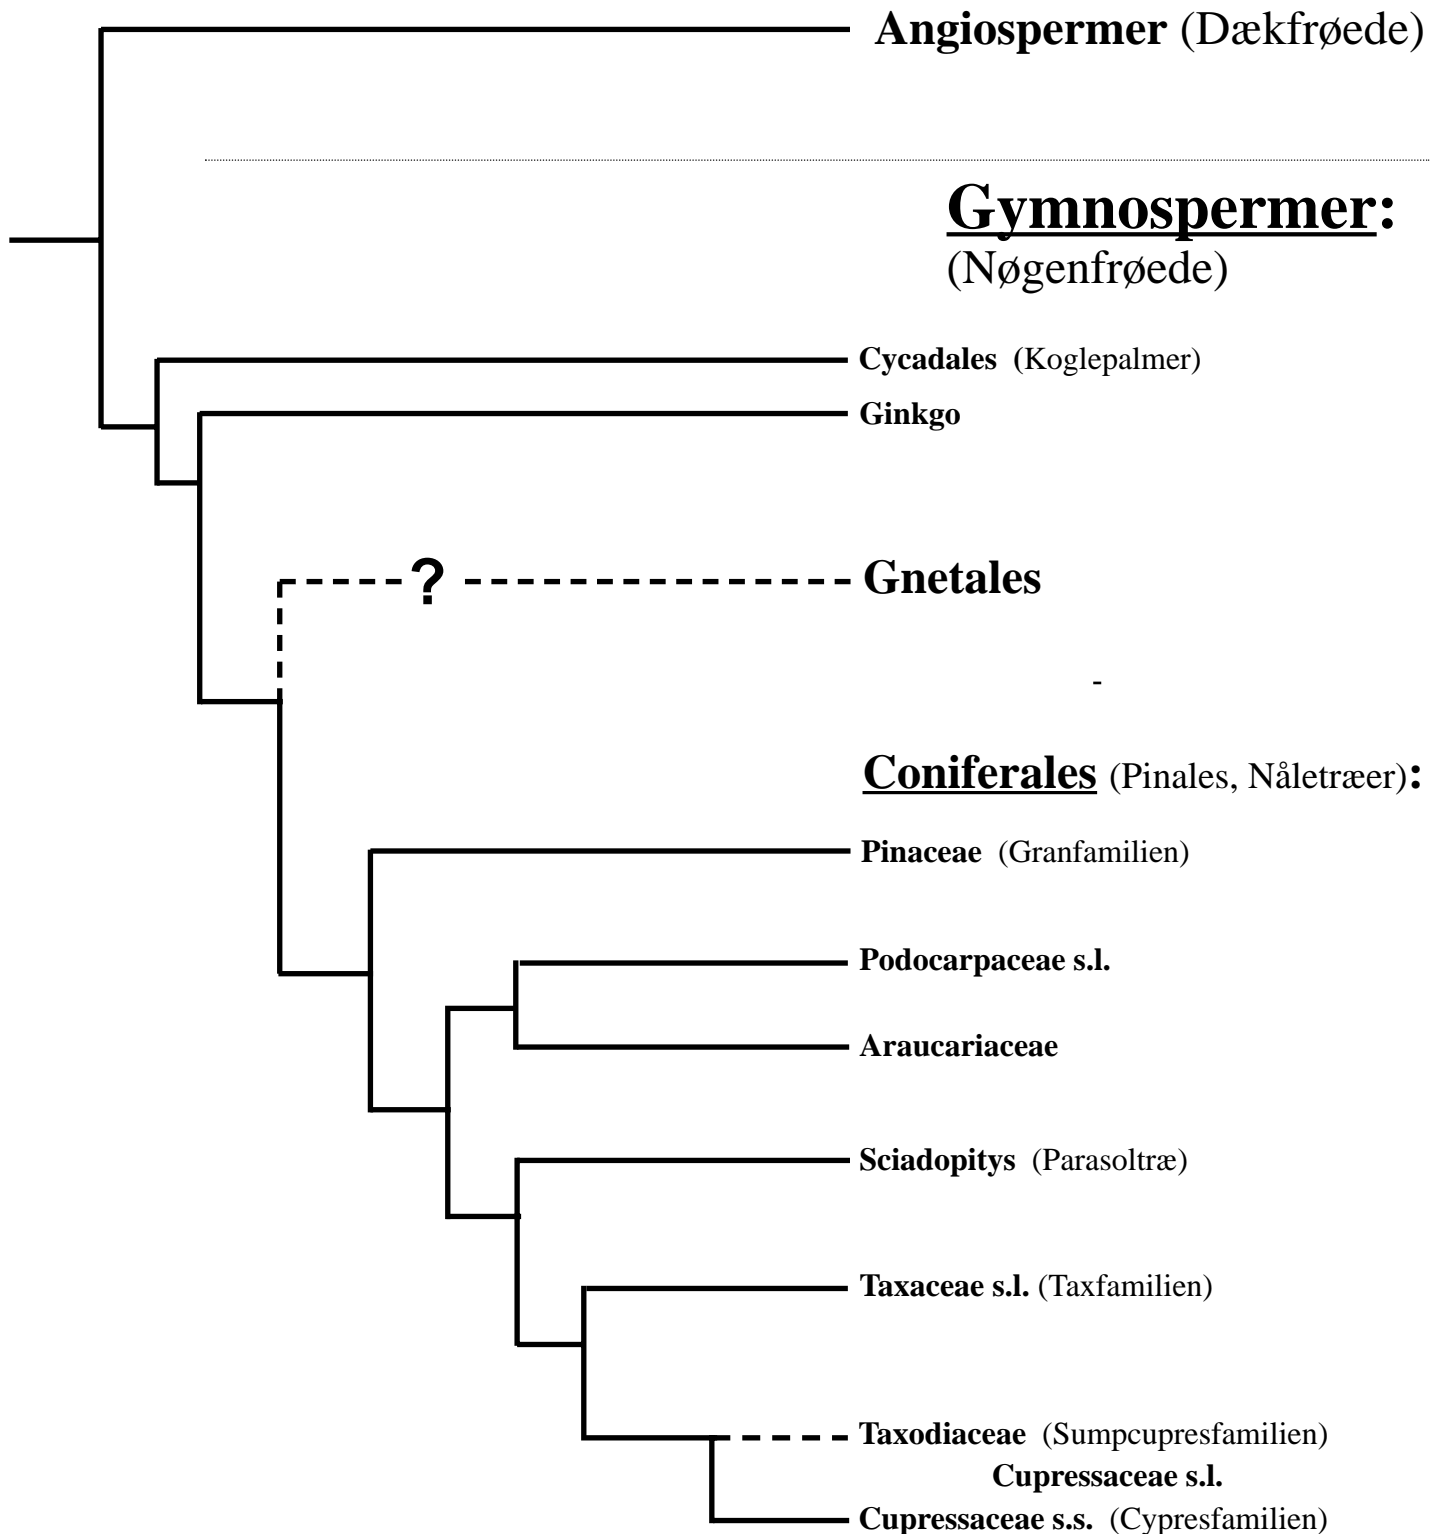 Angiospermer (Dækfrøede)
Gymnospermer:
(Nøgenfrøede)
Cycadales (Koglepalmer)
Ginkgo
? Gnetales
-
Coniferales (Pinales, Nåletræer):
Pinaceae (Granfamilien)
Podocarpaceae s.l.
Araucariaceae
Sciadopitys (Parasoltræ)
Taxaceae s.l. (Taxfamilien)
Taxodiaceae (Sumpcupresfamilien)
Cupressaceae s.l.
Cupressaceae s.s. (Cypresfamilien)